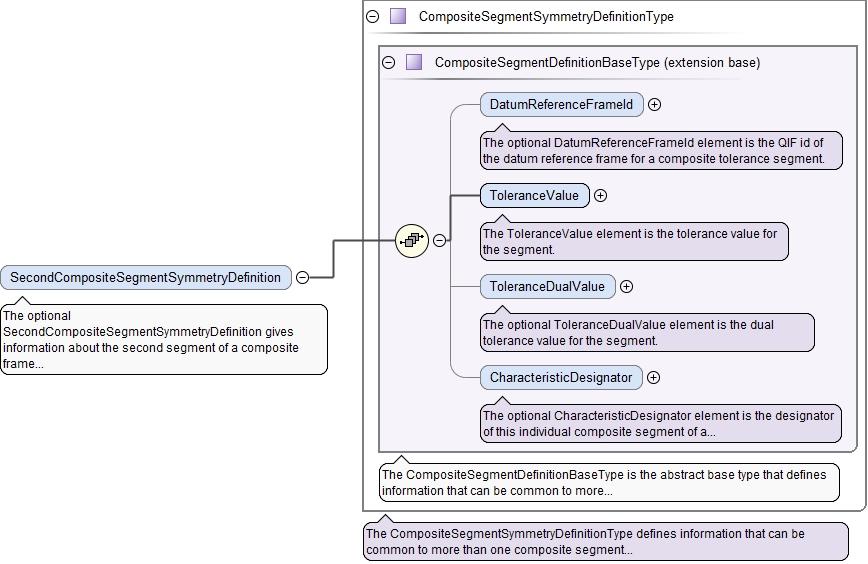 CompositeSegmentSymmetryDefinitionType
CompositeSegmentDefinitionBaseType (extension base)
DatumReferenceFrameId
The optional DatumReferenceFrameId element is the QIF id of
the datum reference frame for a composite tolerance segment.
ToleranceValue
The ToleranceValue element is the tolerance value for
the segment.
SecondCompositeSegmentSymmetryDefinition
The optional
SecondCompositeSegmentSymmetryDefinition gives
information about the second segment of a composite
frame...
ToleranceDualValue
The optional ToleranceDualValue element is the dual
tolerance value for the segment.
CharacteristicDesignator
The optional CharacteristicDesignator element is the designator
of this individual composite segment of a...
The CompositeSegmentDefinitionBaseType is the abstract base type that defines
information that can be common to more...
The CompositeSegmentSymmetryDefinitionType defines information that can be
common to more than one composite segment...